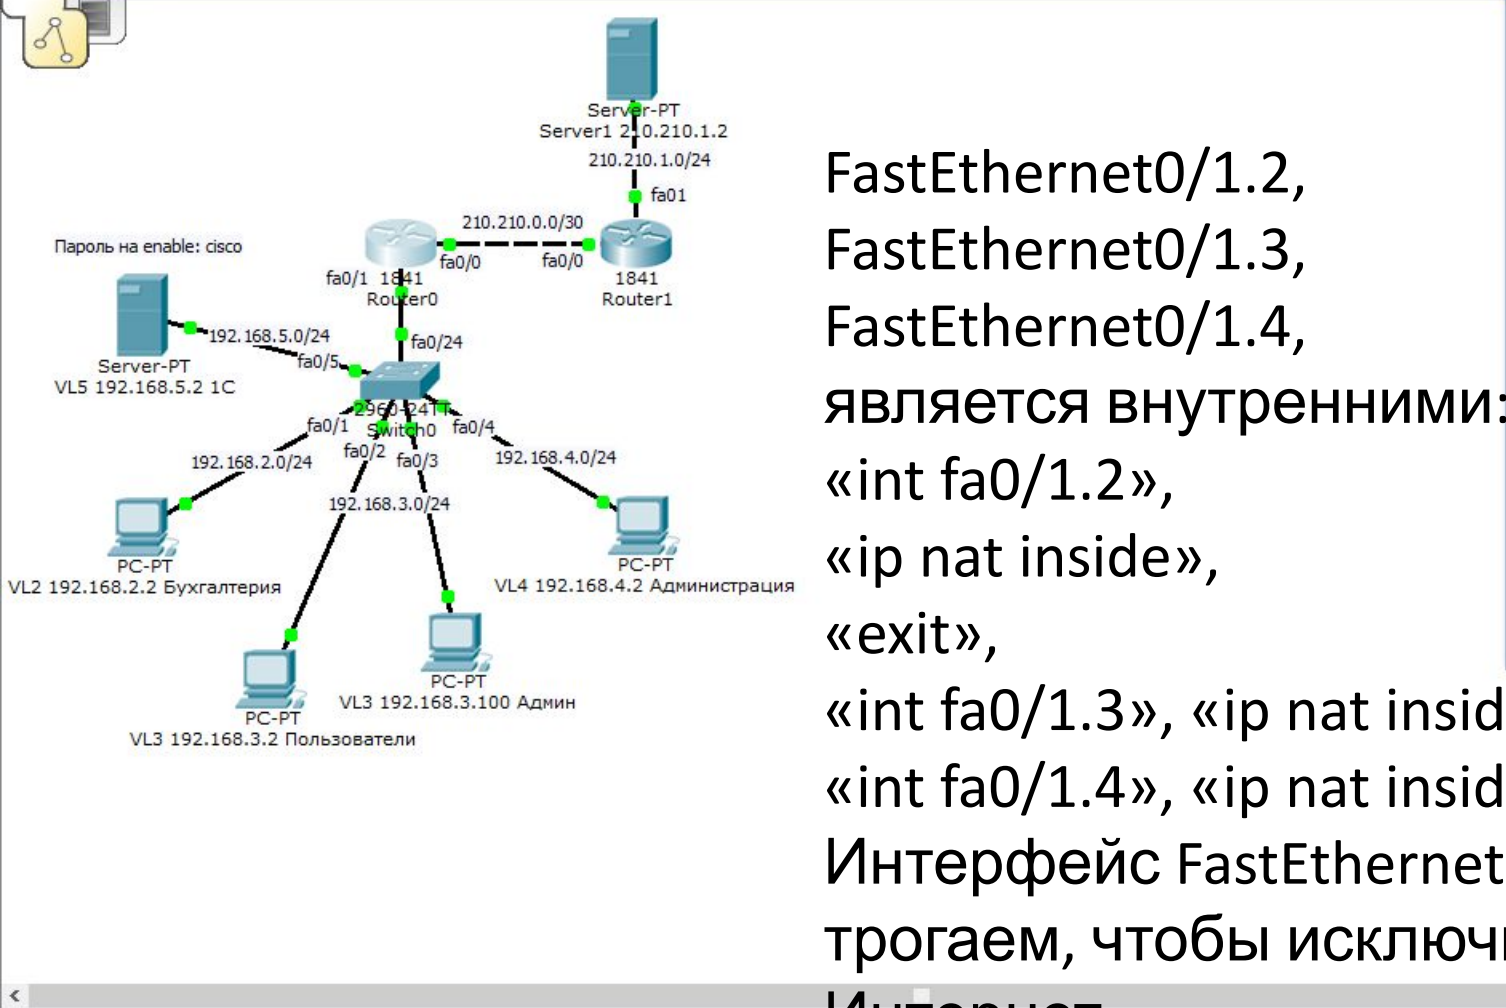 Server-PT
Server1 210.210.1.2
210.210.1.0/24
fa01
210.210.0.0/30
Пароль на enable: cisco
fa0/0
fa0/0
fa0/1 1841
Router0
1841
Router1
192.168.5.0/24
fa0/24
fa0/5
Server-PT
VL5 192.168.5.2 1С
2960-24TT
Switch0
fa0/1
fa0/2
fa0/3
fa0/4
192.168.2.0/24
192.168.4.0/24
192.168.3.0/24
PC-PT
VL2 192.168.2.2 Бухгалтерия
PC-PT
VL4 192.168.4.2 Администрация
PC-PT
VL3 192.168.3.100 Админ
PC-PT
VL3 192.168.3.2 Пользователи
FastEthernet0/1.2,
FastEthernet0/1.3,
FastEthernet0/1.4,
является внутренними:
«int fa0/1.2»,
«ip nat inside»,
«exit»,
«int fa0/1.3», «ip nat insid
«int fa0/1.4», «ip nat insid
Интерфейс FastEthernet
трогаем, чтобы исключ